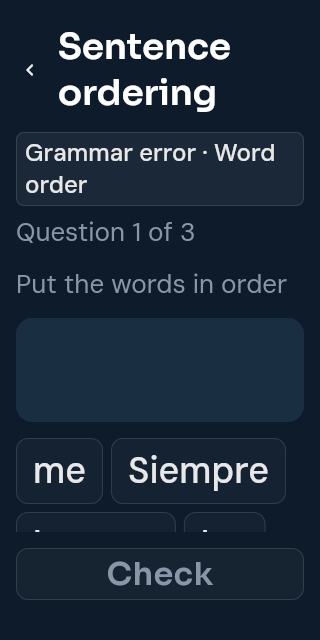 Sentence
ordering
Grammar error · Word
order
Question 1 of 3
Put the words in order
me Siempre
Check